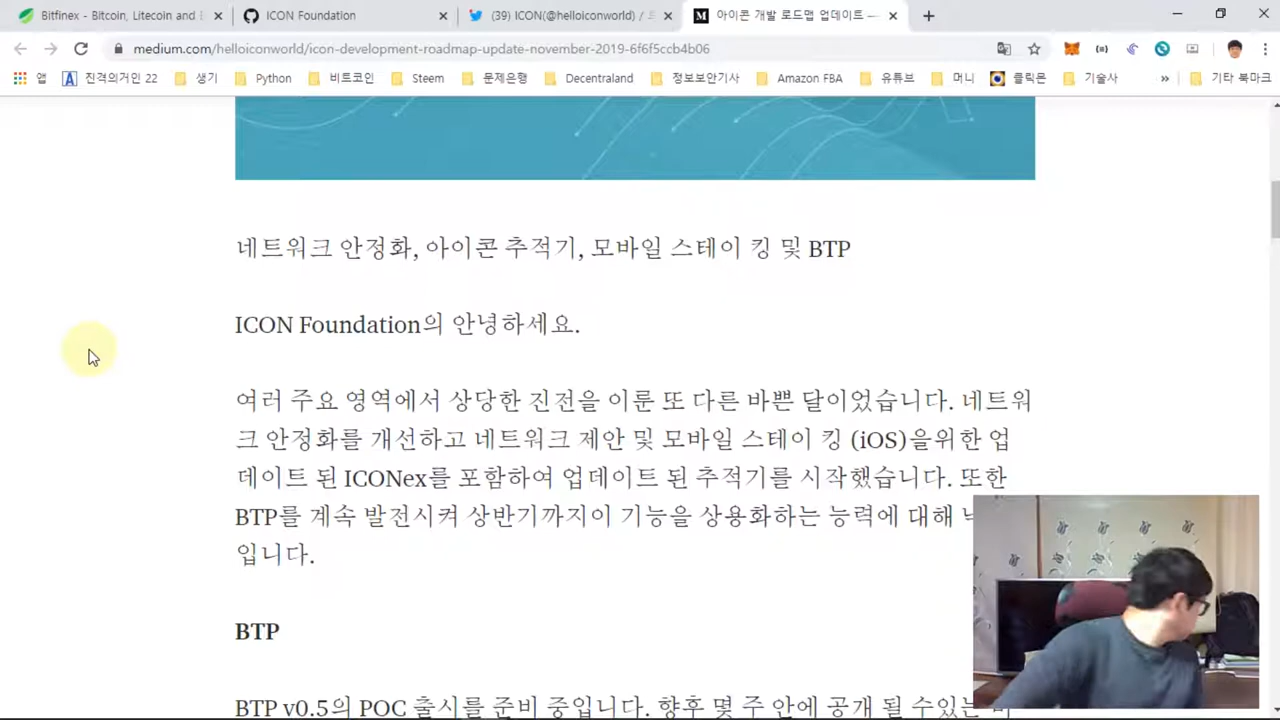 Bitfinex - Bitcoin, Litecoin and E
ICON Foundation
(39) ICON(@helloiconworld) / 트
아이콘 개발 로드맵 업데이트 —
medium.com/helloiconworld/icon-development-roadmap-update-november-2019-6f6f5ccb4b06
앱 진격의거인 22 생기 Python 비트코인 Steem 문제은행 Decentraland 정보보안기사 Amazon FBA 유튜브 머니 클릭몬 기술사 » 기타 북마크
네트워크 안정화, 아이콘 추적기, 모바일 스테이 킹 및 BTP
ICON Foundation의 안녕하세요.
여러 주요 영역에서 상당한 진전을 이룬 또 다른 바쁜 달이었습니다. 네트워
크 안정화를 개선하고 네트워크 제안 및 모바일 스테이 킹 (iOS)을위한 업
데이트 된 ICONex를 포함하여 업데이트 된 추적기를 시작했습니다. 또한
BTP를 계속 발전시켜 상반기까지이 기능을 상용화하는 능력에 대해
입니다.
BTP
BTP v0.5의 POC 출시를 준비 중입니다. 향후 몇 주 안에 공개 될 수있는